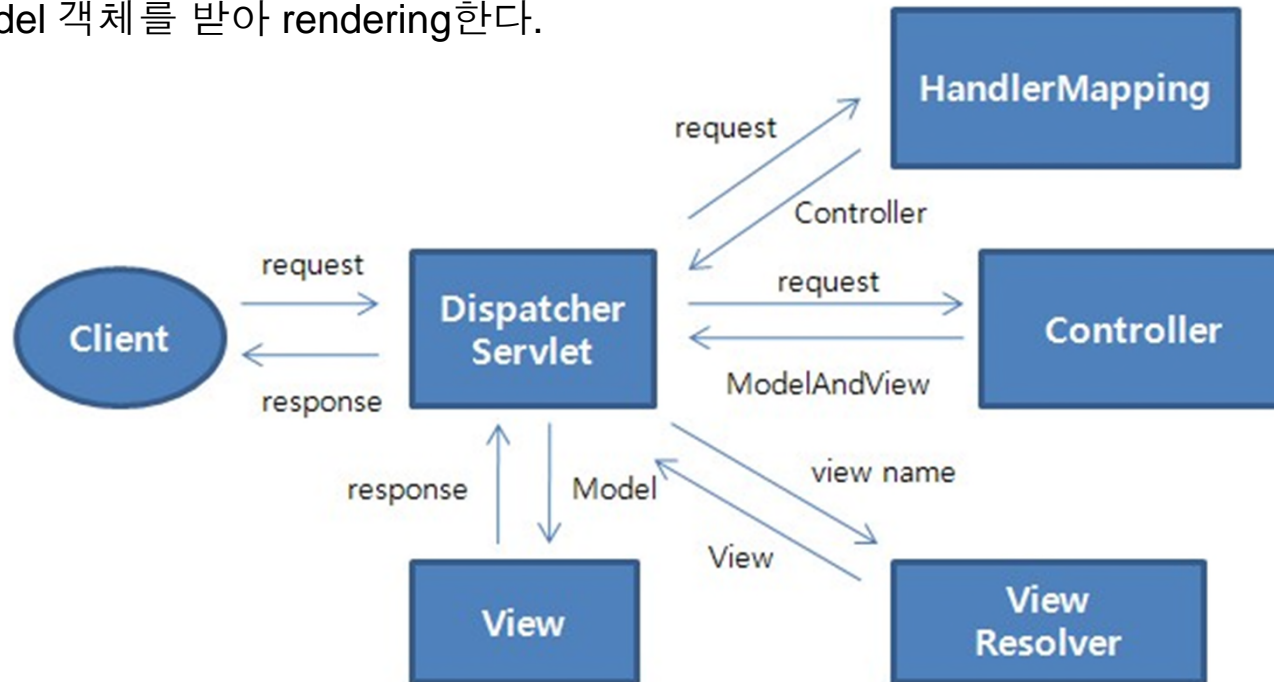 del 객체를 받아 rendering한다.
HandlerMapping
request
Controller
request
request
Dispatcher
Servlet
Client
Controller
ModelAndView
response
view name
response
Model
View
View
View
Resolver